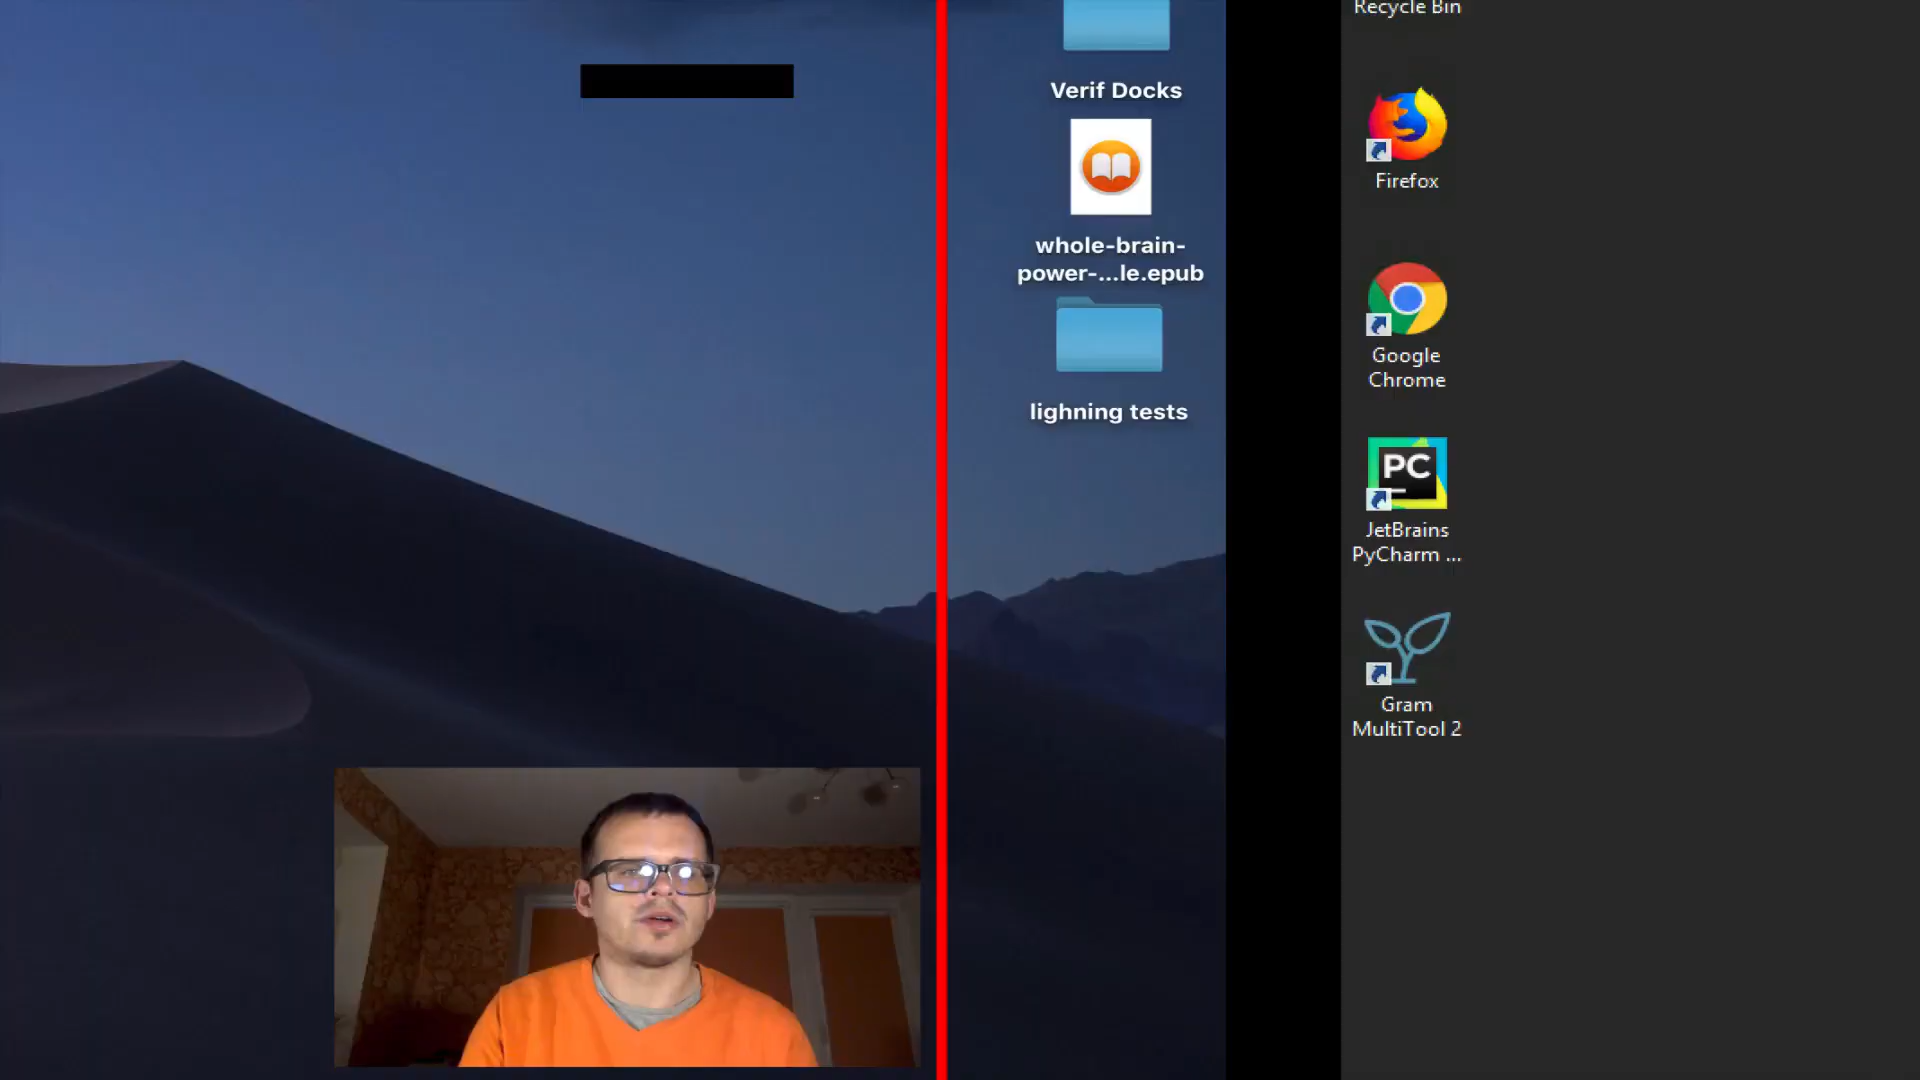 Verif Docks
whole-brain-
power-...le.epub
lighning tests
Recycle Bin
Firefox
Google
Chrome
PC
JetBrains
PyCharm ...
Gram
MultiTool 2